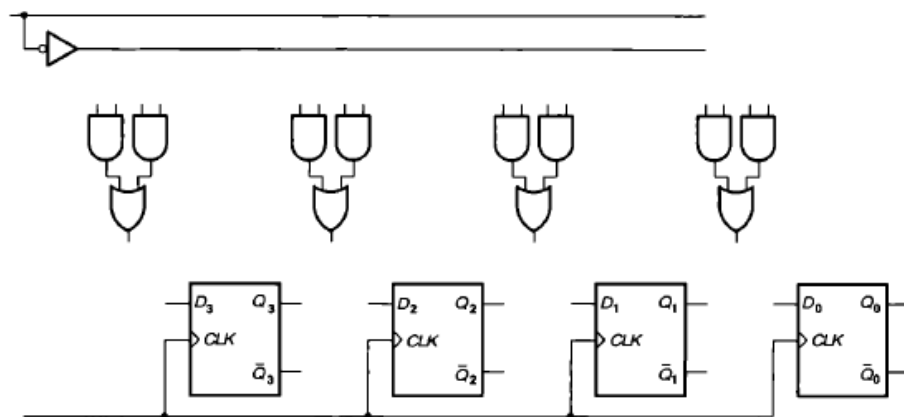 D₃ Q₃ D₂ Q₂ D₁ Q₁ D₀ Q₀
CLK CLK CLK CLK
Q̄₃ Q̄₂ Q̄₁ Q̄₀